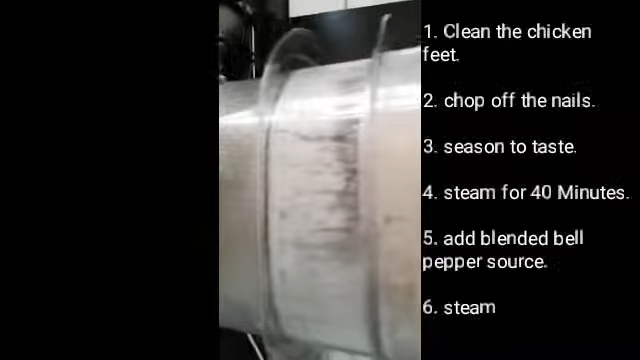 1. Clean the chicken
feet.
2. chop off the nails.
3. season to taste.
4. steam for 40 Minutes.
5. add blended bell
pepper source.
6. steam